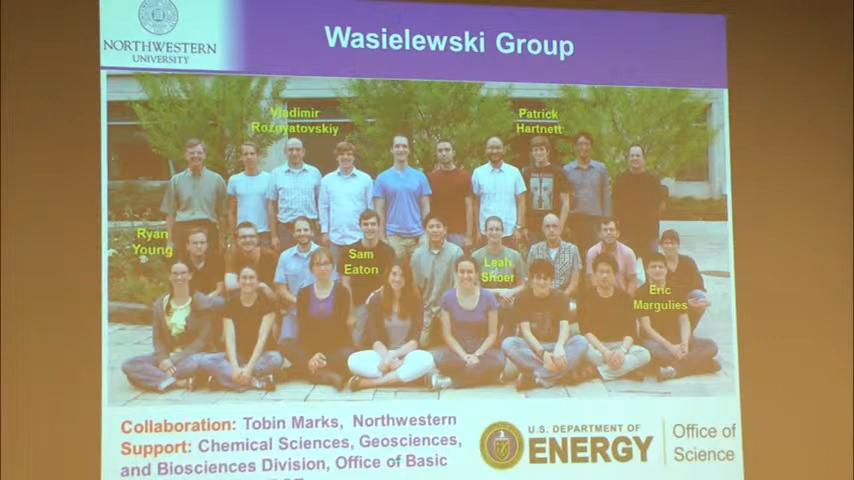 NORTHWESTERN
UNIVERSITY
Wasielewski Group
Vladimir
Rozhyatovskiy
Patrick
Hartnett
Ryan
Young
Sam
Eaton
Leah
Shoer
Eric
Margulies
Collaboration: Tobin Marks, Northwestern
Support: Chemical Sciences, Geosciences,
and Biosciences Division, Office of Basic
U.S. DEPARTMENT OF
ENERGY
Office of
Science